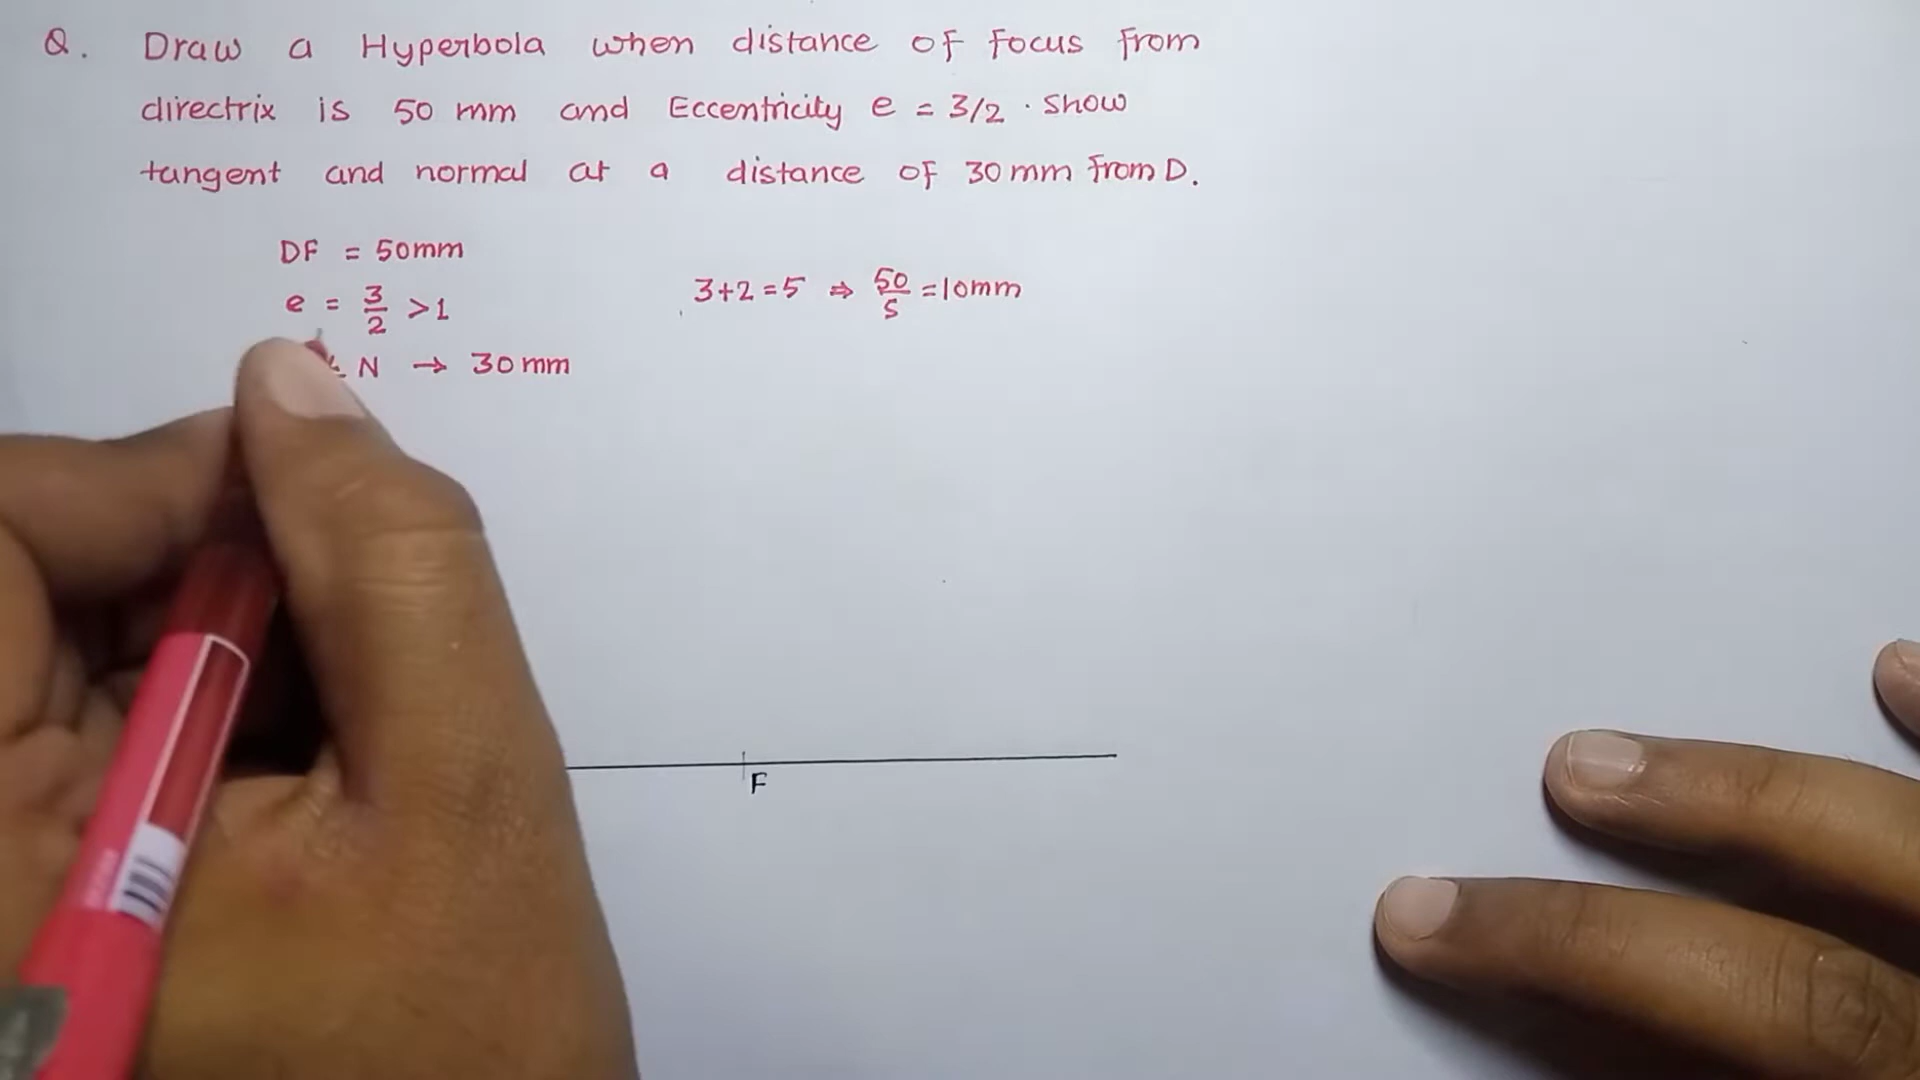 Q. Draw a Hyperbola when distance of Focus from
directrix is 50 mm and Eccentricity e = 3/2 . Show
tangent and normal at a distance of 30 mm from D.
DF = 50mm
3+2=5 ⇒ 50/5 =10mm
e = 3/2 >1
N → 30 mm
F